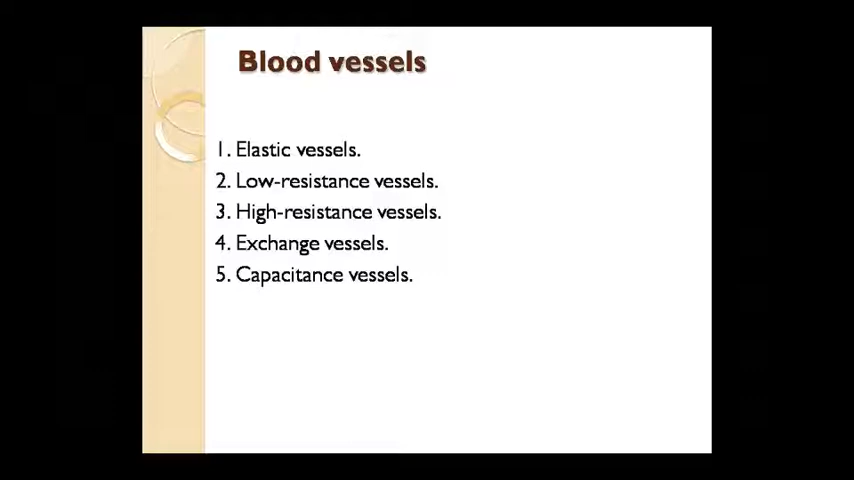 Blood vessels
1. Elastic vessels.
2. Low-resistance vessels.
3. High-resistance vessels.
4. Exchange vessels.
5. Capacitance vessels.